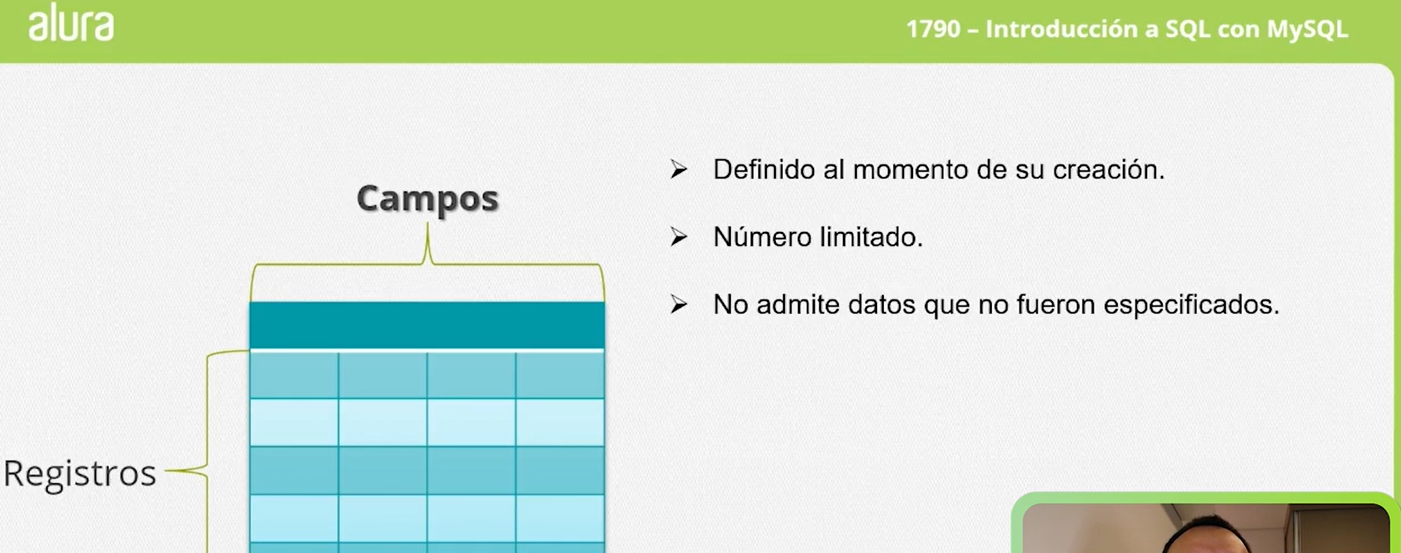 alura
1790 – Introducción a SQL con MySQL
Campos
Registros
➢ Definido al momento de su creación.
➢ Número limitado.
➢ No admite datos que no fueron especificados.